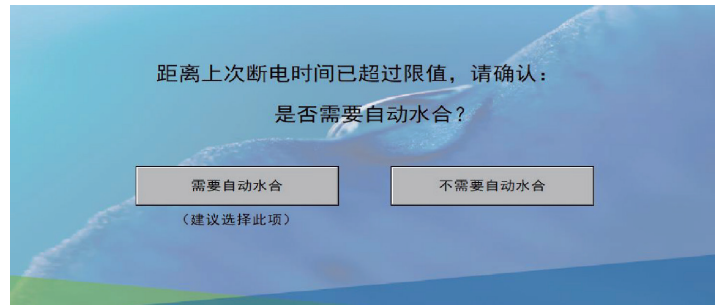 距离上次断电时间已超过限值，请确认：
是否需要自动水合？
需要自动水合
不需要自动水合
（建议选择此项）